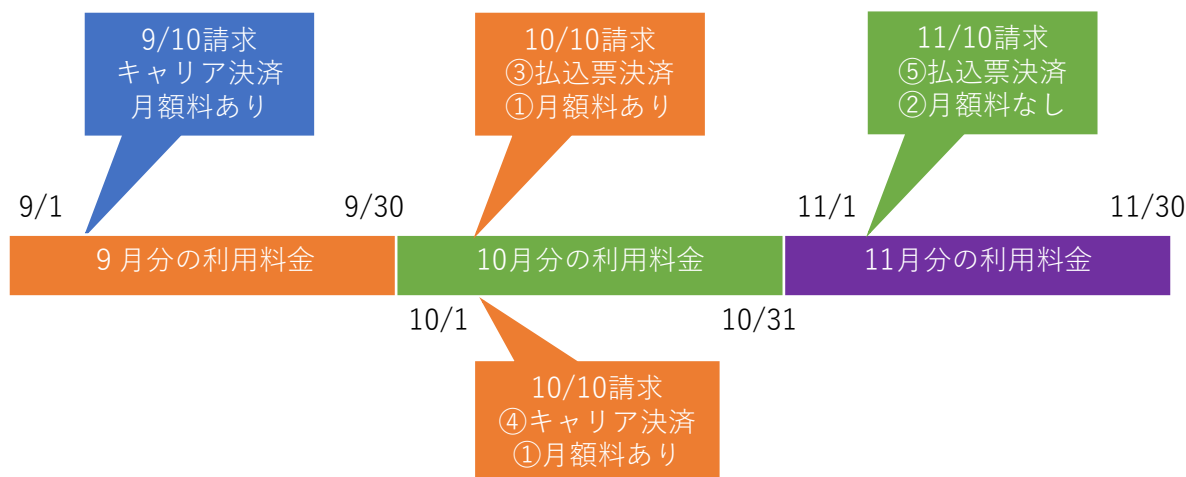 9/10請求
キャリア決済
月額料あり
10/10請求
③払込票決済
①月額料あり
11/10請求
⑤払込票決済
②月額料なし
9/1
9/30
11/1
11/30
9月分の利用料金
10月分の利用料金
11月分の利用料金
10/1
10/31
10/10請求
④キャリア決済
①月額料あり